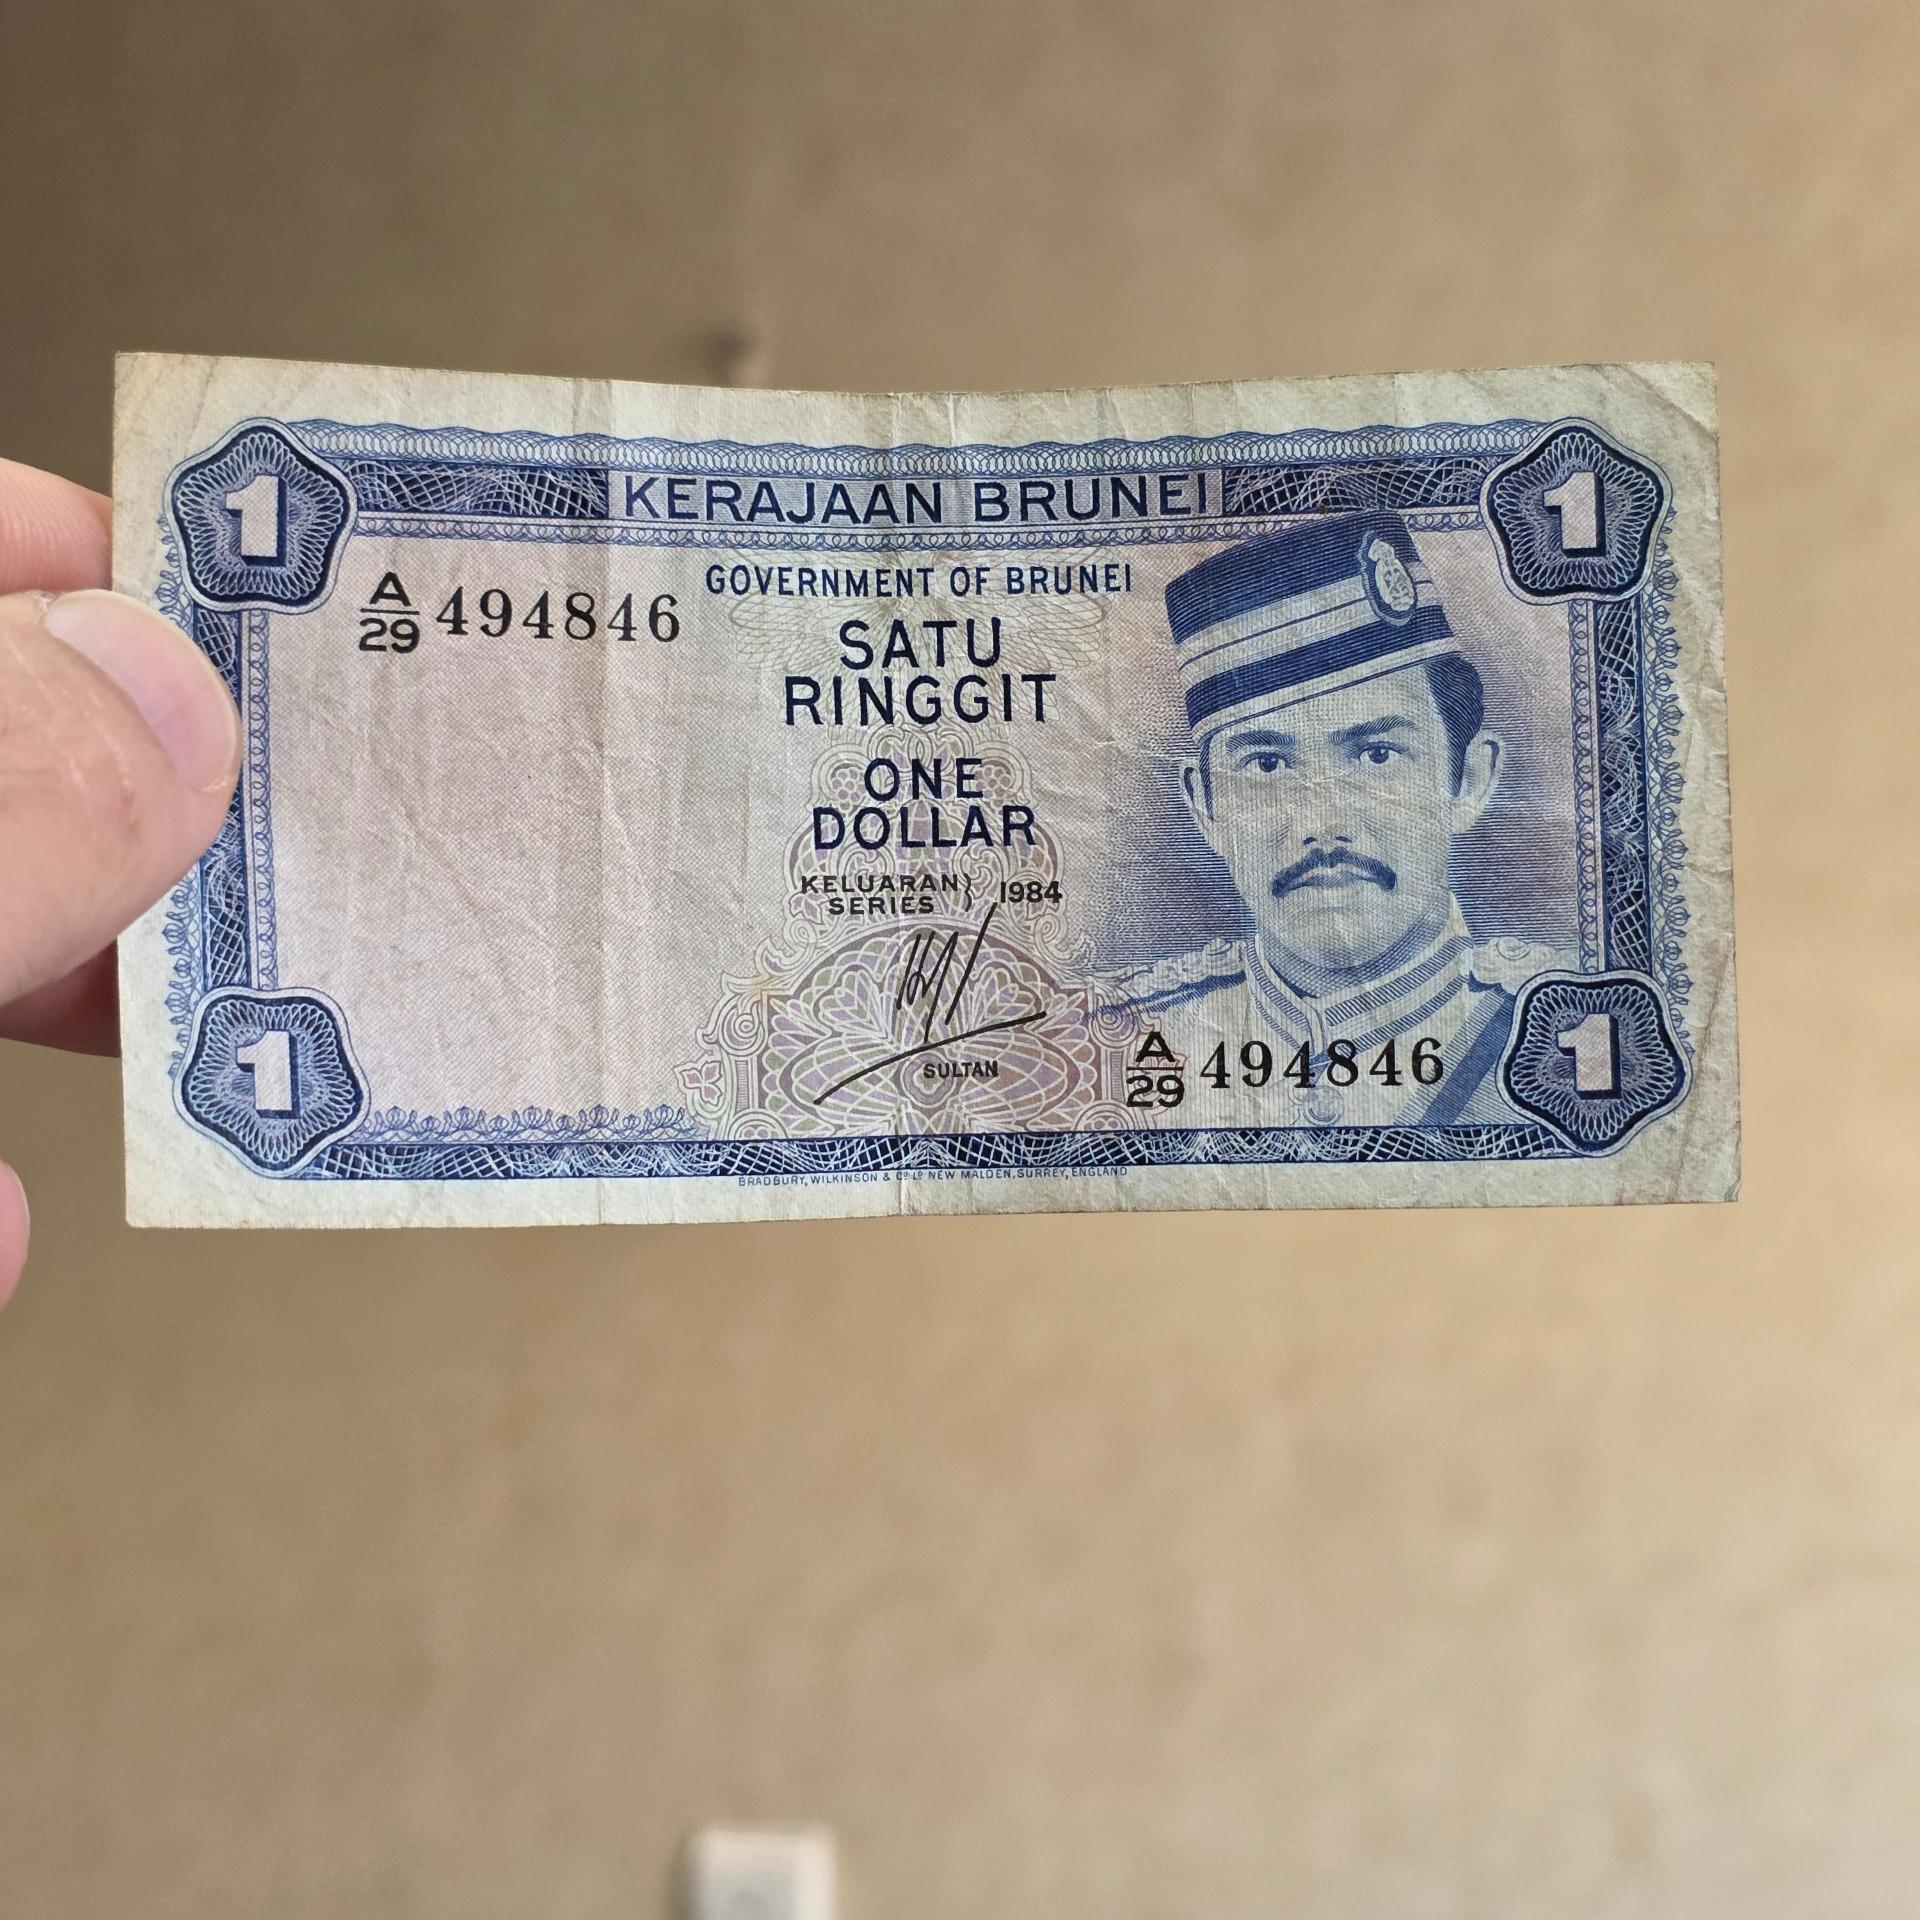 1 KERAJAAN BRUNEI 1
GOVERNMENT OF BRUNEI
A/29 494846
SATU
RINGGIT
ONE
DOLLAR
KELUARAN
SERIES } 1984
SULTAN
1 A/29 494846 1
BRADBURY, WILKINSON & Cº Lº NEW MALDEN, SURREY, ENGLAND